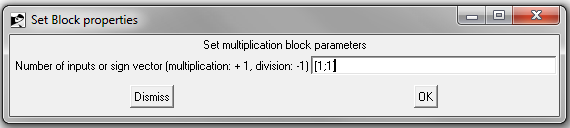 Set Block properties
Set multiplication block parameters
Number of inputs or sign vector (multiplication: + 1, division: -1) [1;1]
Dismiss OK